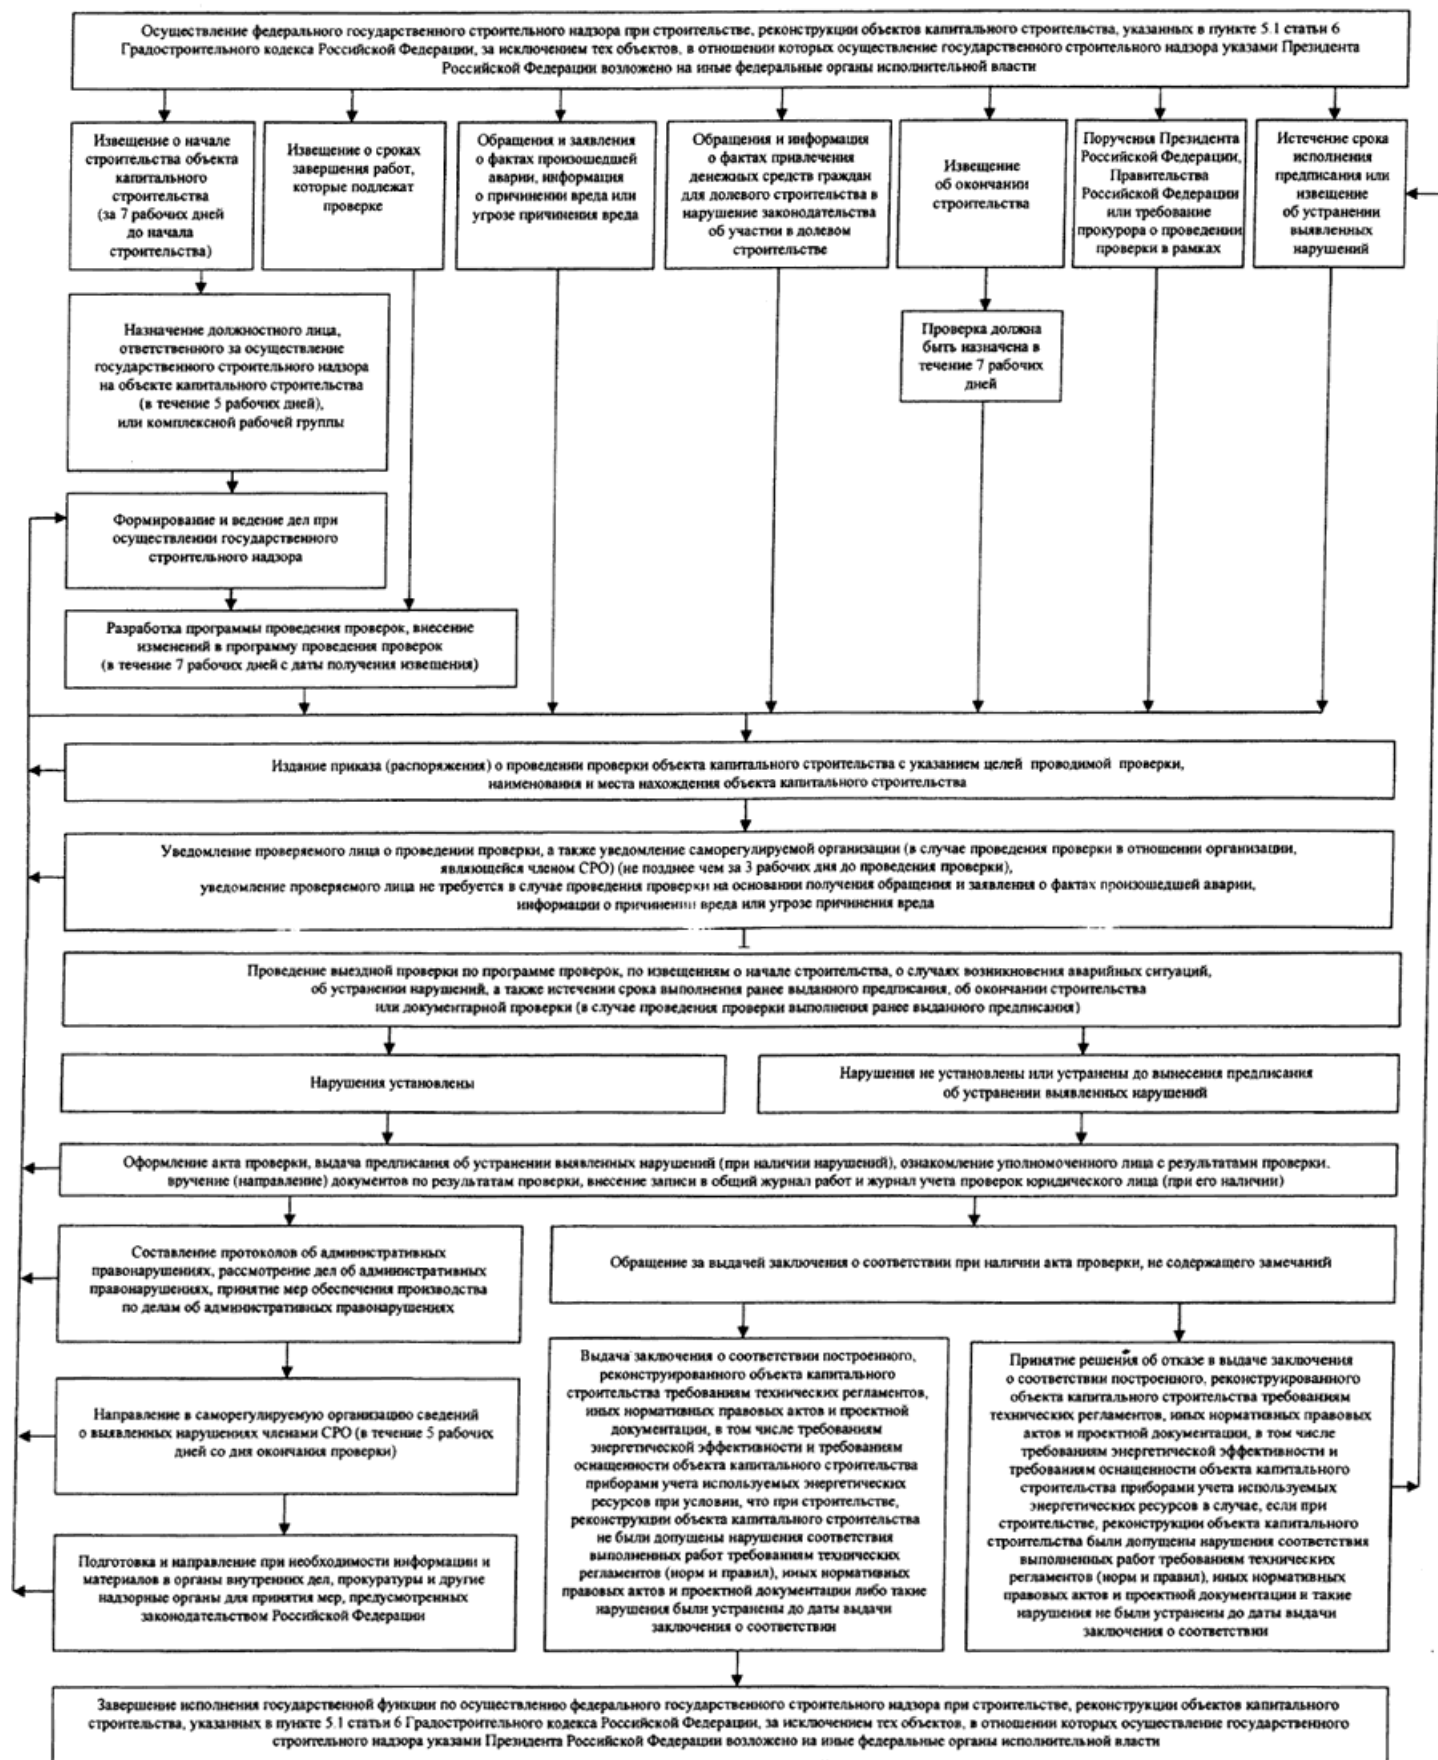 Осуществление федерального государственного строительного надзора при строительстве, реконструкции объектов капитального строительства, указанных в пункте 5.1 статьи 6
Градостроительного кодекса Российской Федерации, за исключением тех объектов, в отношении которых осуществление государственного строительного надзора указами Президента
Российской Федерации возложено на иные федеральные органы исполнительной власти
Извещение о начале
строительства объекта
капитального
строительства
(за 7 рабочих дней
до начала
строительства)
Извещение о сроках
завершения работ,
которые подлежат
проверке
Обращения и заявления
о фактах произошедшей
аварии, информация
о причинении вреда или
угрозе причинения вреда
Обращения и информация
о фактах привлечения
денежных средств граждан
для долевого строительства в
нарушение законодательства
об участии в долевом
строительстве
Извещение
об окончании
строительства
Поручения Президента
Российской Федерации,
Правительства
Российской Федерации
или требование
прокурора о проведении
проверки в рамках
Истечение срока
исполнения
предписания или
извещение
об устранении
выявленных
нарушений
Назначение должностного лица,
ответственного за осуществление
государственного строительного надзора
на объекте капитального строительства
(в течение 5 рабочих дней),
или комплексной рабочей группы
Проверка должна
быть назначена в
течение 7 рабочих
дней
Формирование и ведение дел при
осуществлении государственного
строительного надзора
Разработка программы проведения проверок, внесение
изменений в программу проведения проверок
(в течение 7 рабочих дней с даты получения извещения)
Издание приказа (распоряжения) о проведении проверки объекта капитального строительства с указанием целей проводимой проверки,
наименования и места нахождения объекта капитального строительства
Уведомление проверяемого лица о проведении проверки, а также уведомление саморегулируемой организации (в случае проведения проверки в отношении организации,
являющейся членом СРО) (не позднее чем за 3 рабочих дня до проведения проверки),
уведомление проверяемого лица не требуется в случае проведения проверки на основании получения обращения и заявления о фактах произошедшей аварии,
информации о причинении вреда или угрозе причинения вреда
Проведение выездной проверки по программе проверок, по извещениям о начале строительства, о случаях возникновения аварийных ситуаций,
об устранении нарушений, а также истечении срока выполнения ранее выданного предписания, об окончании строительства
или документарной проверки (в случае проведения проверки выполнения ранее выданного предписания)
Нарушения установлены
Нарушения не установлены или устранены до вынесения предписания
об устранении выявленных нарушений
Оформление акта проверки, выдача предписания об устранении выявленных нарушений (при наличии нарушений), ознакомление уполномоченного лица с результатами проверки.
вручение (направление) документов по результатам проверки, внесение записи в общий журнал работ и журнал учета проверок юридического лица (при его наличии)
Составление протоколов об административных
правонарушениях, рассмотрение дел об административных
правонарушениях, принятие мер обеспечения производства
по делам об административных правонарушениях
Обращение за выдачей заключения о соответствии при наличии акта проверки, не содержащего замечаний
Направление в саморегулируемую организацию сведений
о выявленных нарушениях членами СРО (в течение 5 рабочих
дней со дня окончания проверки)
Подготовка и направление при необходимости информации и
материалов в органы внутренних дел, прокуратуры и другие
надзорные органы для принятия мер, предусмотренных
законодательством Российской Федерации
Выдача заключения о соответствии построенного,
реконструированного объекта капитального
строительства требованиям технических регламентов,
иных нормативных правовых актов и проектной
документации, в том числе требованиям
энергетической эффективности и требованиям
оснащенности объекта капитального строительства
приборами учета используемых энергетических
ресурсов при условии, что при строительстве,
реконструкции объекта капитального строительства
не были допущены нарушения соответствия
выполненных работ требованиям технических
регламентов (норм и правил), иных нормативных
правовых актов и проектной документации либо такие
нарушения были устранены до даты выдачи
заключения о соответствии
Принятие решения об отказе в выдаче заключения
о соответствии построенного, реконструированного
объекта капитального строительства требованиям
технических регламентов, иных нормативных правовых
актов и проектной документации, в том числе
требованиям энергетической эффективности и
требованиям оснащенности объекта капитального
строительства приборами учета используемых
энергетических ресурсов в случае, если при
строительстве, реконструкции объекта капитального
строительства были допущены нарушения соответствия
выполненных работ требованиям технических
регламентов (норм и правил), иных нормативных
правовых актов и проектной документации и такие
нарушения не были устранены до даты выдачи
заключения о соответствии
Завершение исполнения государственной функции по осуществлению федерального государственного строительного надзора при строительстве, реконструкции объектов капитального
строительства, указанных в пункте 5.1 статьи 6 Градостроительного кодекса Российской Федерации, за исключением тех объектов, в отношении которых осуществление государственного
строительного надзора указами Президента Российской Федерации возложено на иные федеральные органы исполнительной власти